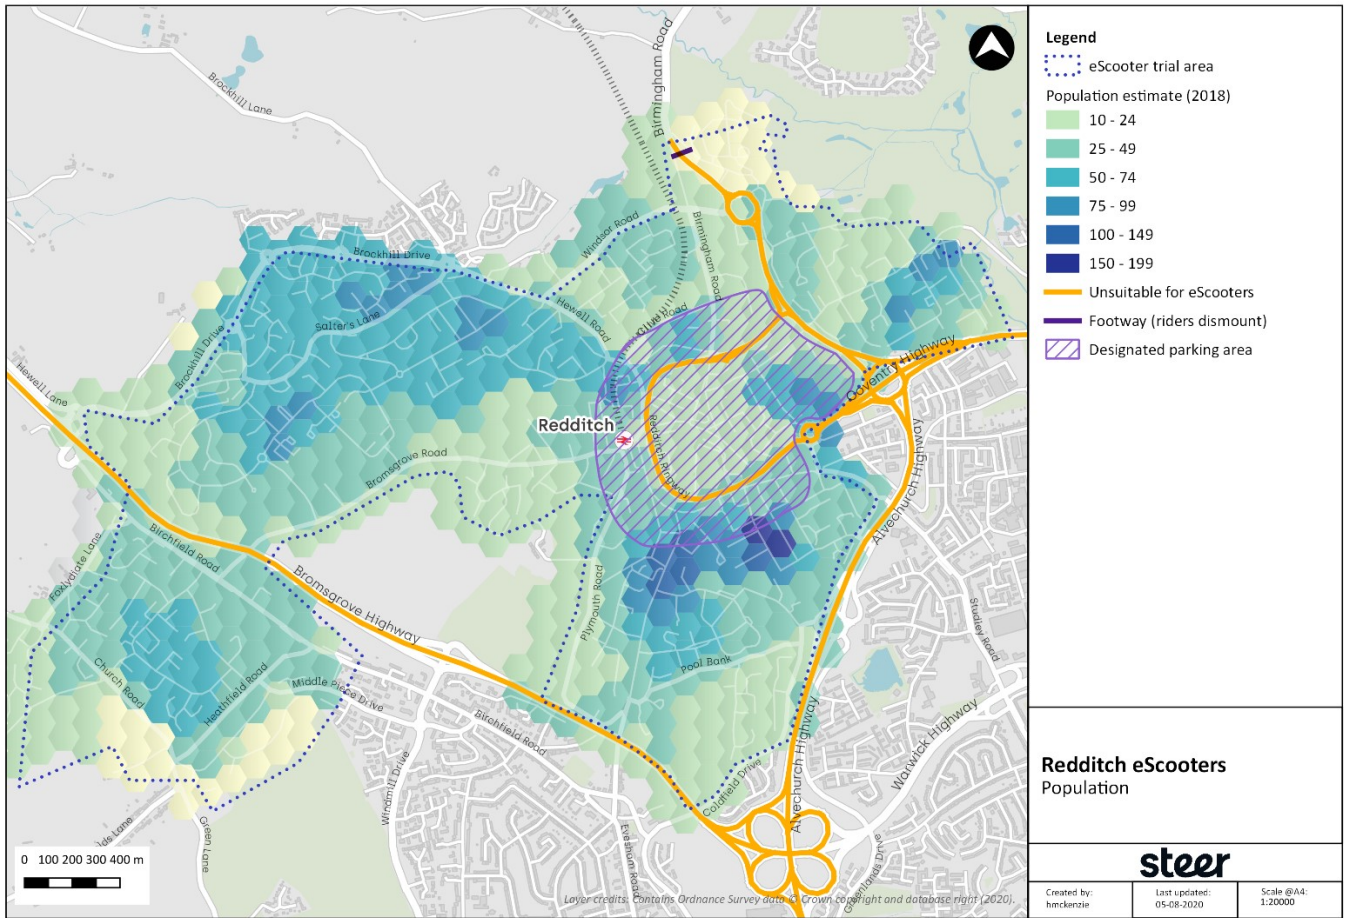 Birmingham Road
Brockhill Lane
Windsor Road
Birmingham Road
Brockhill Drive
Salter's Lane
Hewell Road
Clive Road
Brockhill Drive
Hewell Lane
Coventry Highway
Redditch
Redditch Ringway
Bromsgrove Road
Alvechurch Highway
Birchfield Road
Foxlydiate Lane
Bromsgrove Highway
Plymouth Road
Studley Road
Church Road
Heathfield Road
Pool Bank
Middle Piece Drive
Birchfield Road
Windmill Drive
Alvechurch Highway
Warwick Highway
Coldfield Drive
Green Lane
Evesham Road
Greenlands Drive
0 100 200 300 400 m
Layer credits: Contains Ordnance Survey data © Crown copyright and database right (2020).
Legend
eScooter trial area
Population estimate (2018)
10 - 24
25 - 49
50 - 74
75 - 99
100 - 149
150 - 199
Unsuitable for eScooters
Footway (riders dismount)
Designated parking area
Redditch eScooters
Population
steer
Created by:
hmckenzie
Last updated:
05-08-2020
Scale @A4:
1:20000